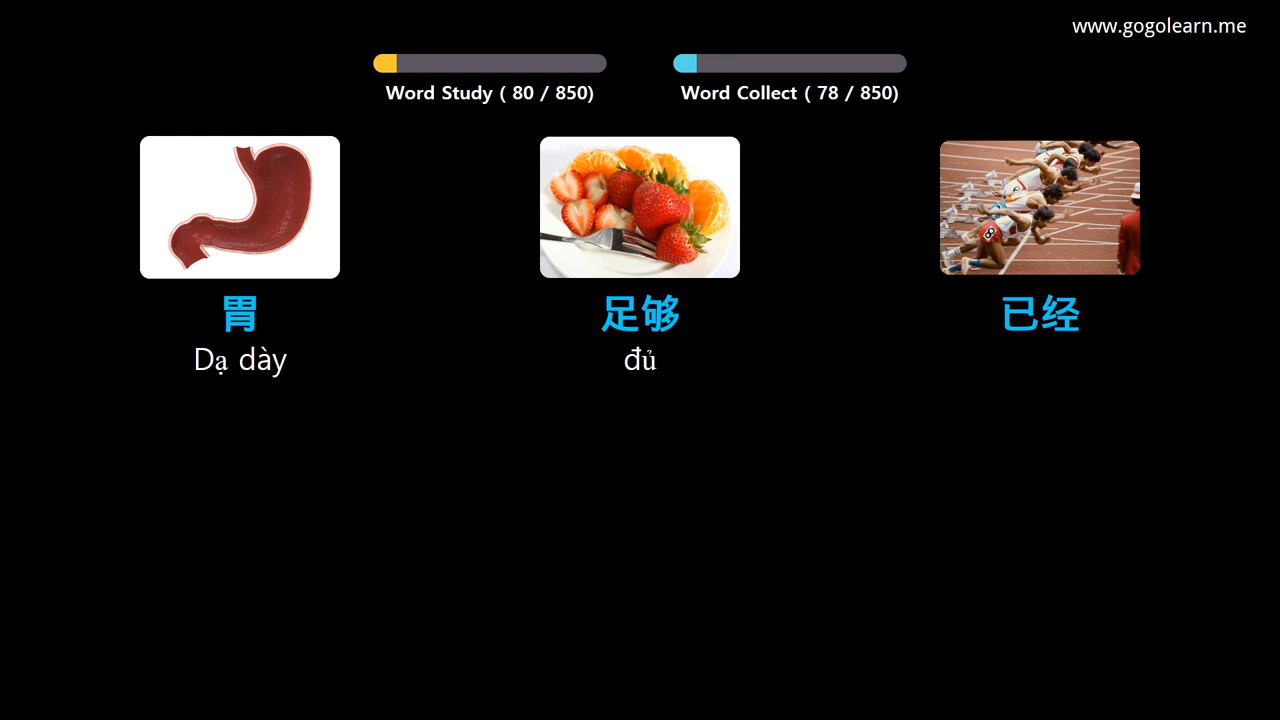 www.gogolearn.me
Word Study ( 80 / 850)
Word Collect ( 78 / 850)
胃
足够
已经
Dạ dày
đủ